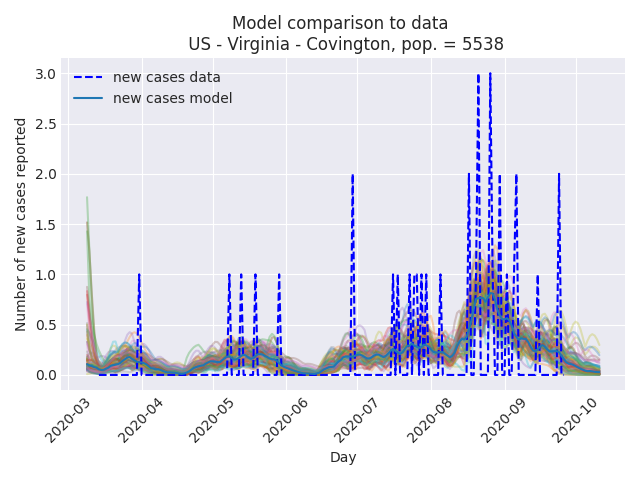 Model comparison to data
US - Virginia - Covington, pop. = 5538
new cases data
new cases model
Number of new cases reported
3.0
2.5
2.0
1.5
1.0
0.5
0.0
2020-03
2020-04
2020-05
2020-06
2020-07
2020-08
2020-09
2020-10
Day